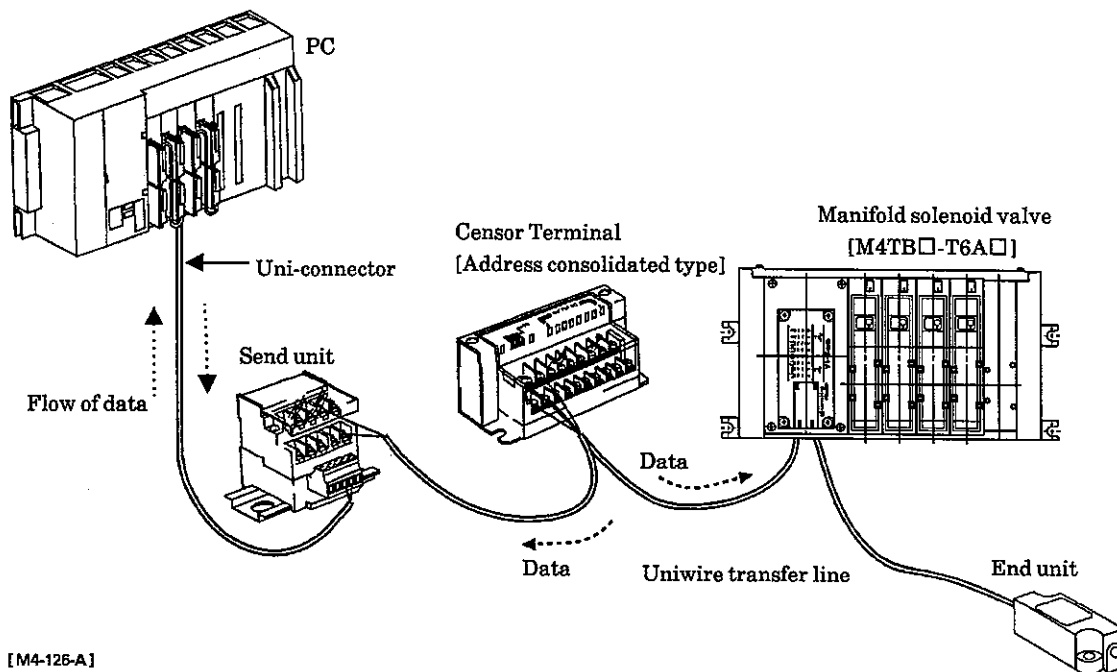 PC
Manifold solenoid valve
[M4TB□-T6A□]
Censor Terminal
[Address consolidated type]
Uni-connector
Send unit
Flow of data
Data
Data
Uniwire transfer line
End unit
[M4-126-A]